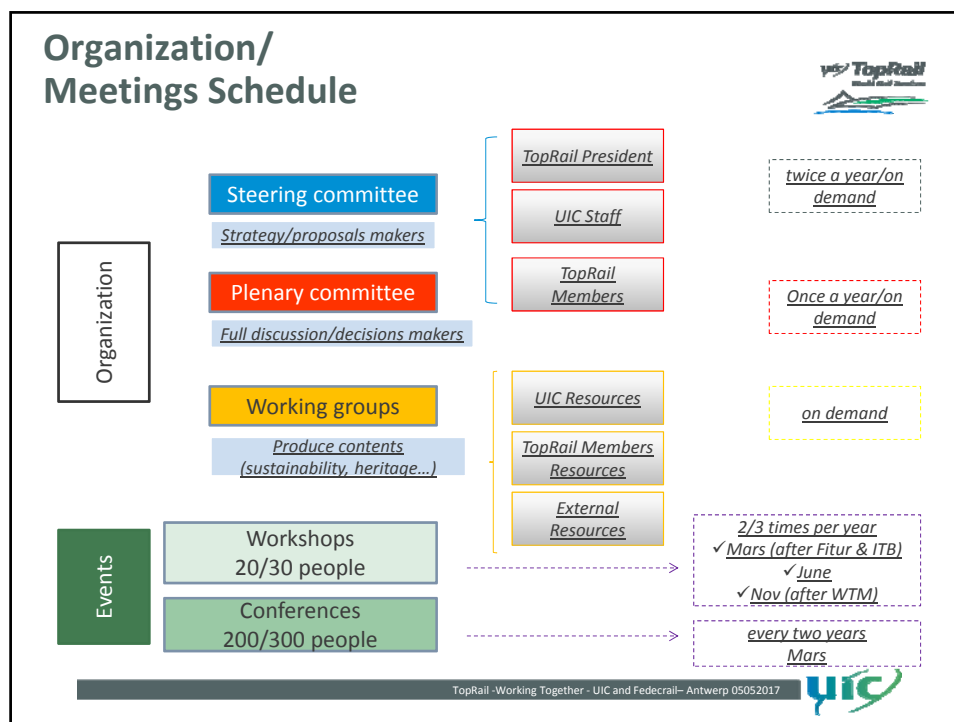 Organization/
Meetings Schedule
TopRail
Organization
Steering committee
Strategy/proposals makers
Plenary committee
Full discussion/decisions makers
Working groups
Produce contents
(sustainability, heritage…)
TopRail President
UIC Staff
TopRail
Members
UIC Resources
TopRail Members
Resources
External
Resources
twice a year/on
demand
Once a year/on
demand
on demand
Events
Workshops
20/30 people
Conferences
200/300 people
2/3 times per year
✓Mars (after Fitur & ITB)
✓June
✓Nov (after WTM)
every two years
Mars
TopRail -Working Together - UIC and Fedecrail– Antwerp 05052017
uic